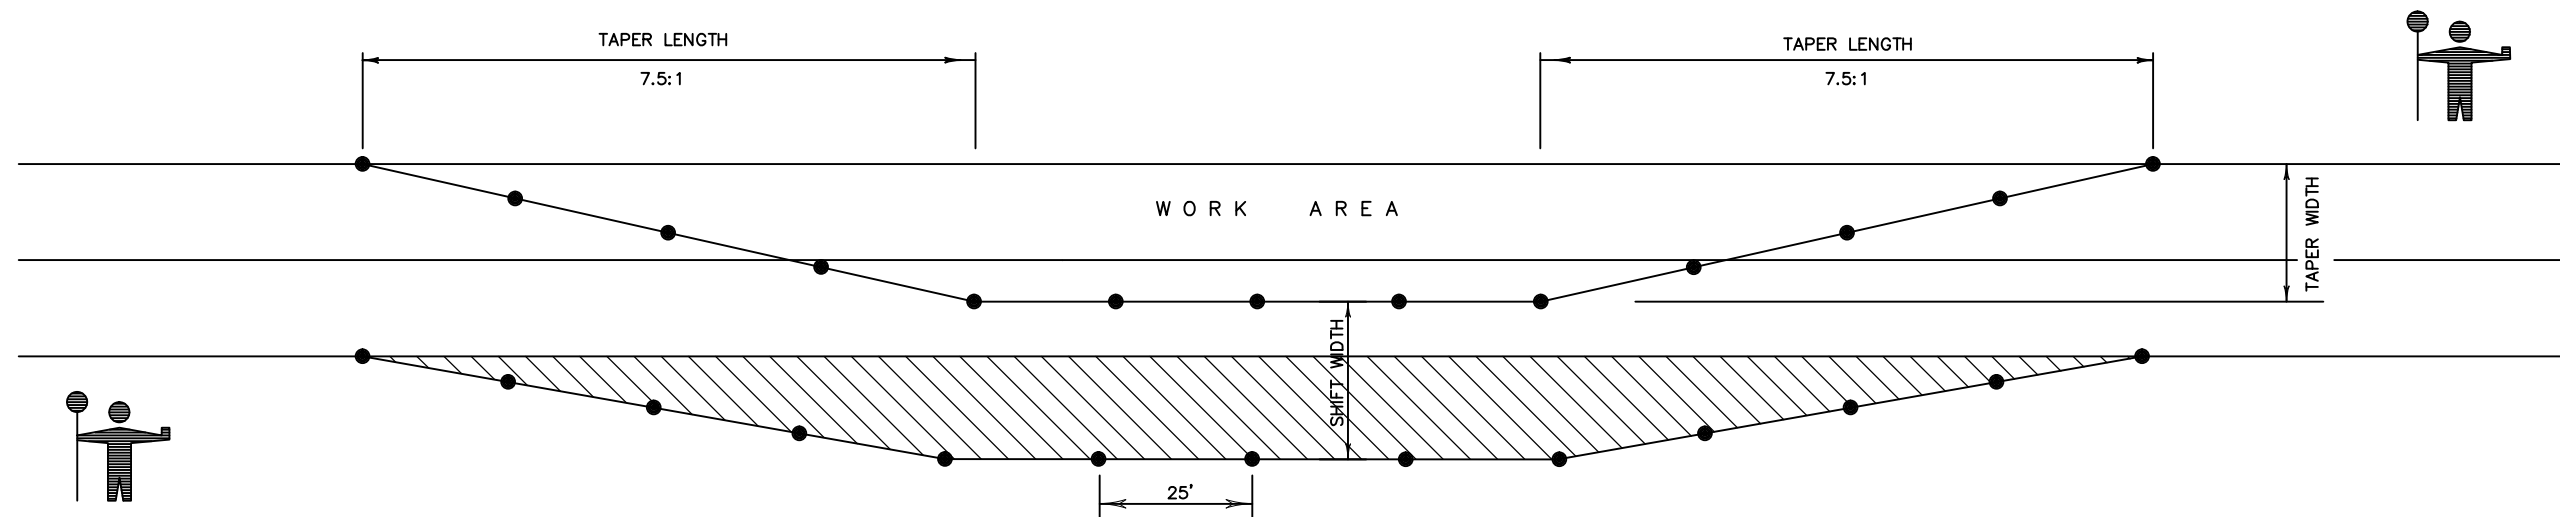 TAPER LENGTH
7.5:1
TAPER LENGTH
7.5:1
WORK AREA
TAPER WIDTH
SHIFT WIDTH
25'